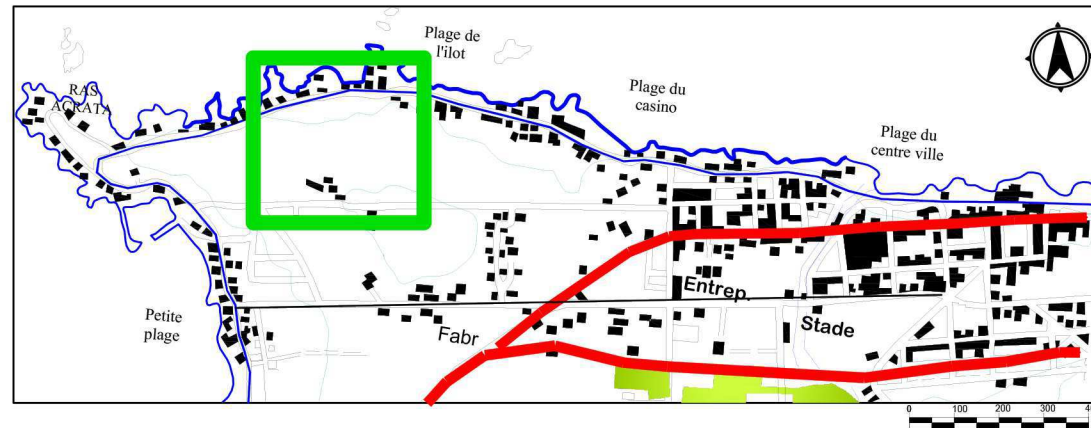 Plage de
l'ilot
RAS
ACRATA
Plage du
casino
Plage du
centre ville
Entrep.
Stade
Fabr
Petite
plage
0 100 200 300